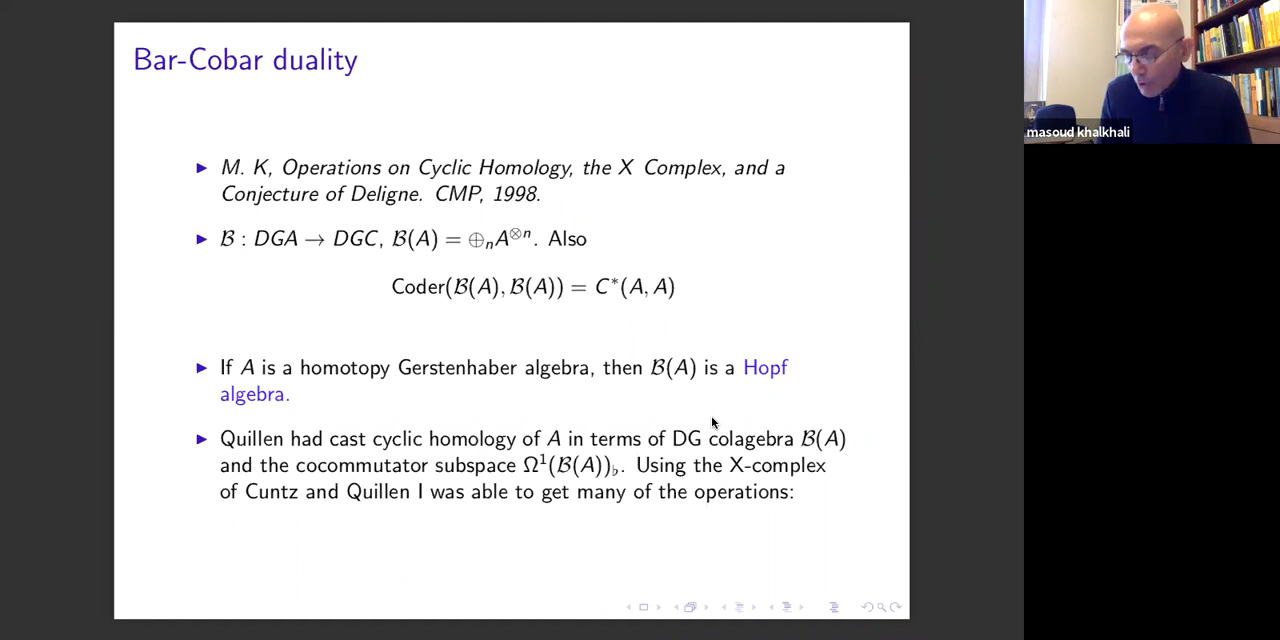 Bar-Cobar duality
masoud khalkhali
▶ M. K, Operations on Cyclic Homology, the X Complex, and a
Conjecture of Deligne. CMP, 1998.
▶ ℬ : DGA → DGC, ℬ(A) = ⊕ₙA^{⊗n}. Also
Coder(ℬ(A), ℬ(A)) = C*(A, A)
▶ If A is a homotopy Gerstenhaber algebra, then ℬ(A) is a Hopf
algebra.
▶ Quillen had cast cyclic homology of A in terms of DG colagebra ℬ(A)
and the cocommutator subspace Ω¹(ℬ(A))_♭. Using the X-complex
of Cuntz and Quillen I was able to get many of the operations: